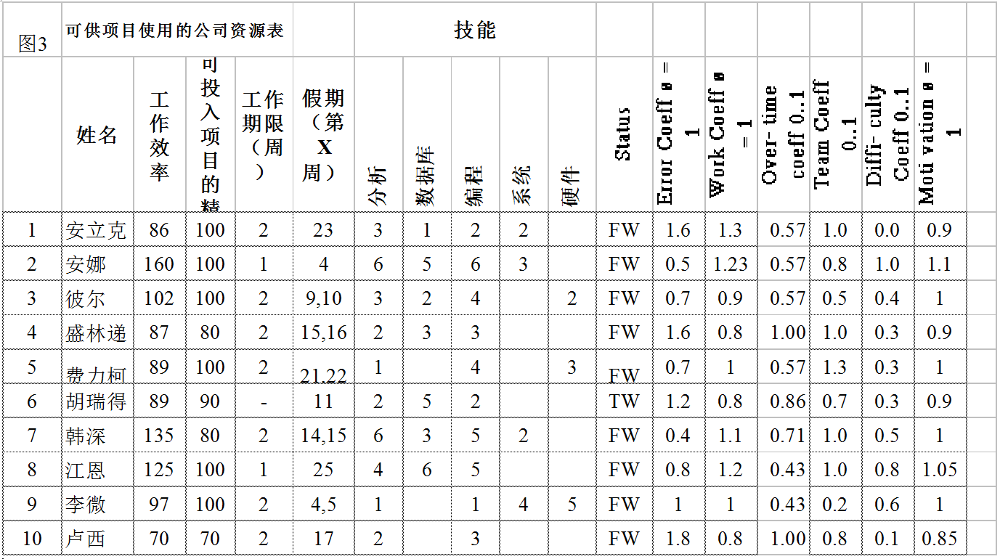 图3 可供项目使用的公司资源表 技能
姓名 工作效率 可投入项目的精 工作期限（周） 假期（第X周） 分析 数据库 编程 系统 硬件 Status Error Coeff ø = 1 Work Coeff ø = 1 Over- time coeff 0..1 Team Coeff 0..1 Diffi- culty Coeff 0..1 Moti vation ø = 1
1 安立克 86 100 2 23 3 1 2 2 FW 1.6 1.3 0.57 1.0 0.0 0.9
2 安娜 160 100 1 4 6 5 6 3 FW 0.5 1.23 0.57 0.8 1.0 1.1
3 彼尔 102 100 2 9,10 3 2 4 2 FW 0.7 0.9 0.57 0.5 0.4 1
4 盛林递 87 80 2 15,16 2 3 3 FW 1.6 0.8 1.00 1.0 0.3 0.9
5 费力柯 89 100 2 21,22 1 4 3 FW 0.7 1 0.57 1.3 0.3 1
6 胡瑞得 89 90 - 11 2 5 2 TW 1.2 0.8 0.86 0.7 0.3 0.9
7 韩深 135 80 2 14,15 6 3 5 2 FW 0.4 1.1 0.71 1.0 0.5 1
8 江恩 125 100 1 25 4 6 5 FW 0.8 1.2 0.43 1.0 0.8 1.05
9 李微 97 100 2 4,5 1 1 4 5 FW 1 1 0.43 0.2 0.6 1
10 卢西 70 70 2 17 2 3 FW 1.8 0.8 1.00 0.8 0.1 0.85